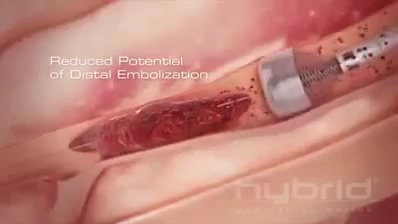 Reduced Potential
of Distal Embolization
hybrid